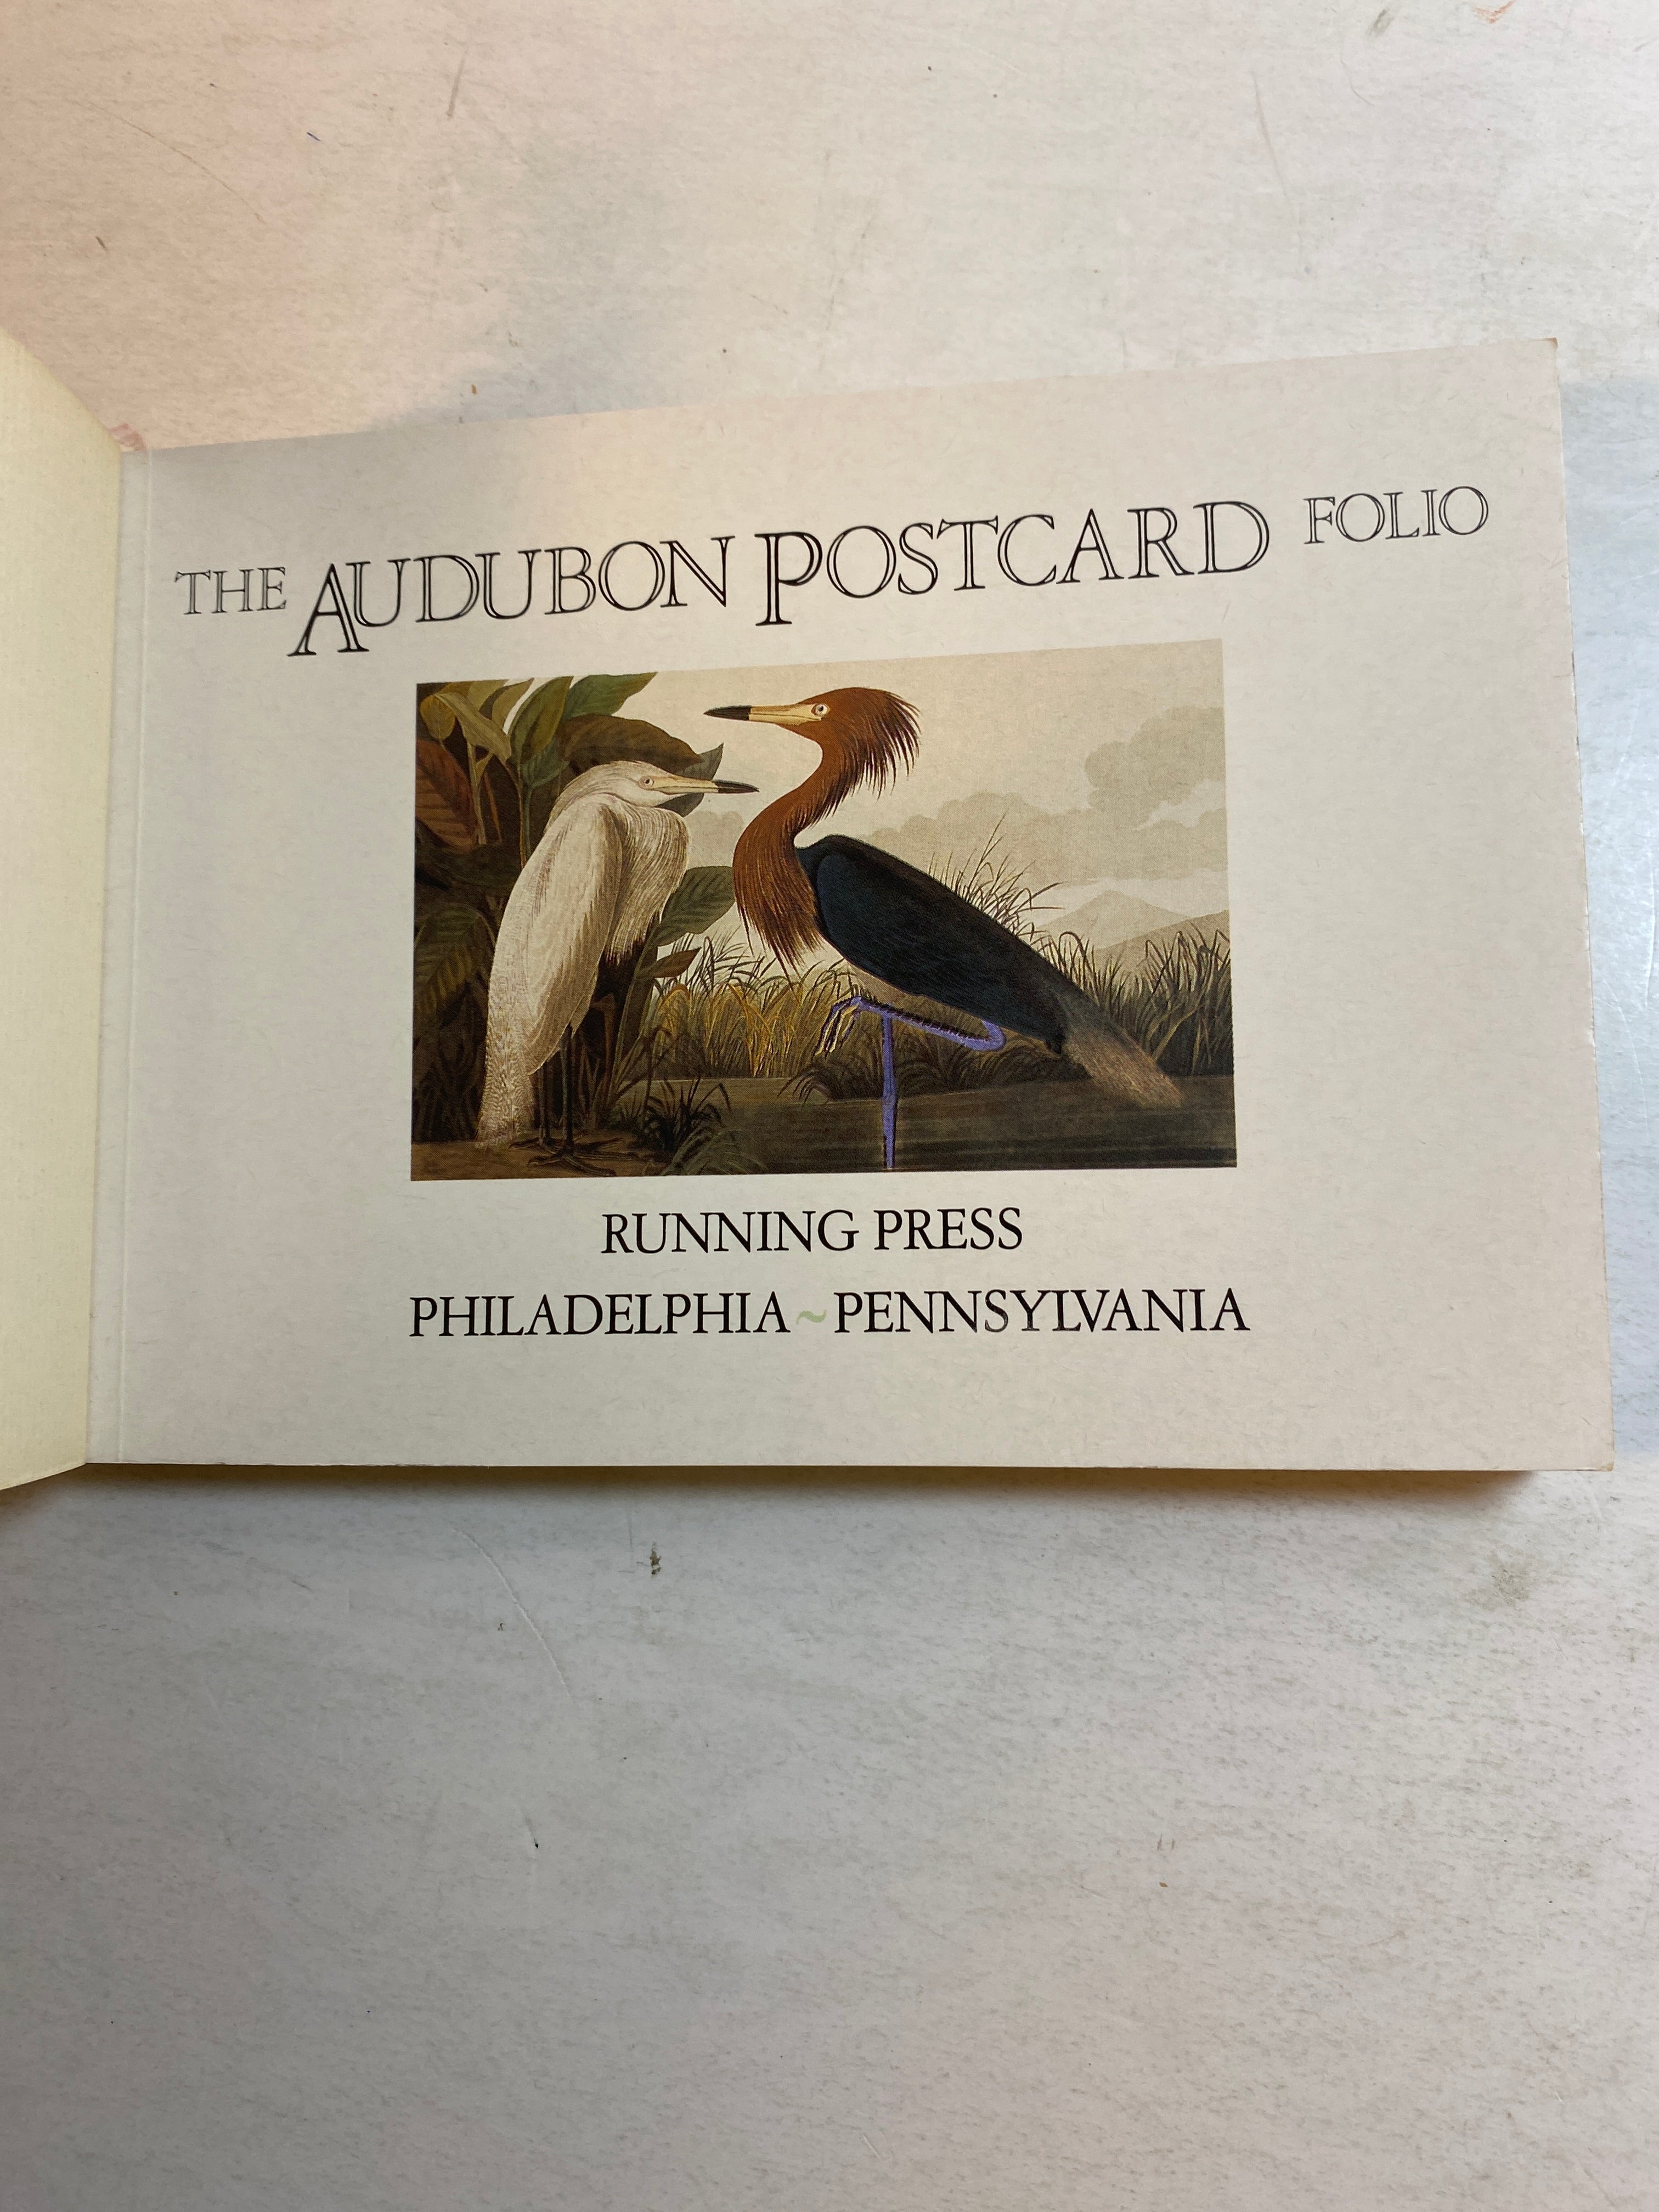 THE AUDUBON POSTCARD FOLIO
RUNNING PRESS
PHILADELPHIA~PENNSYLVANIA